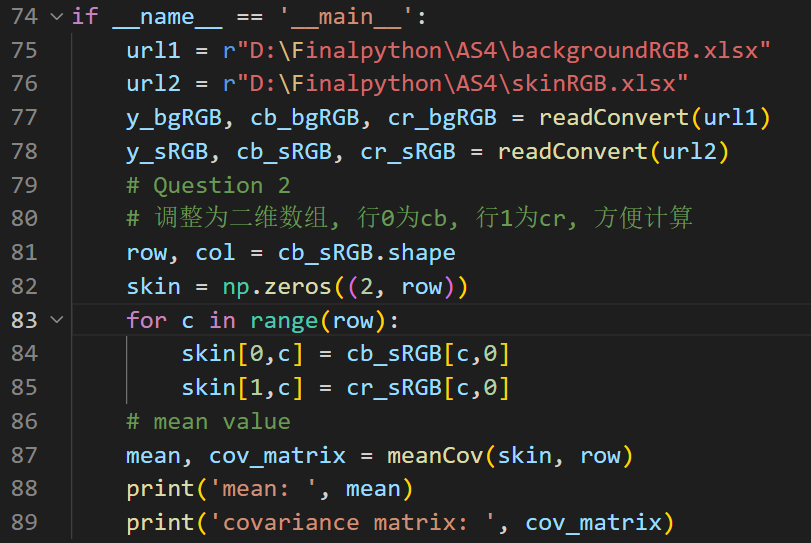 74 if __name__ == '__main__':
75 url1 = r"D:\Finalpython\AS4\backgroundRGB.xlsx"
76 url2 = r"D:\Finalpython\AS4\skinRGB.xlsx"
77 y_bgRGB, cb_bgRGB, cr_bgRGB = readConvert(url1)
78 y_sRGB, cb_sRGB, cr_sRGB = readConvert(url2)
79 # Question 2
80 # 调整为二维数组, 行0为cb, 行1为cr, 方便计算
81 row, col = cb_sRGB.shape
82 skin = np.zeros((2, row))
83 for c in range(row):
84 skin[0,c] = cb_sRGB[c,0]
85 skin[1,c] = cr_sRGB[c,0]
86 # mean value
87 mean, cov_matrix = meanCov(skin, row)
88 print('mean: ', mean)
89 print('covariance matrix: ', cov_matrix)